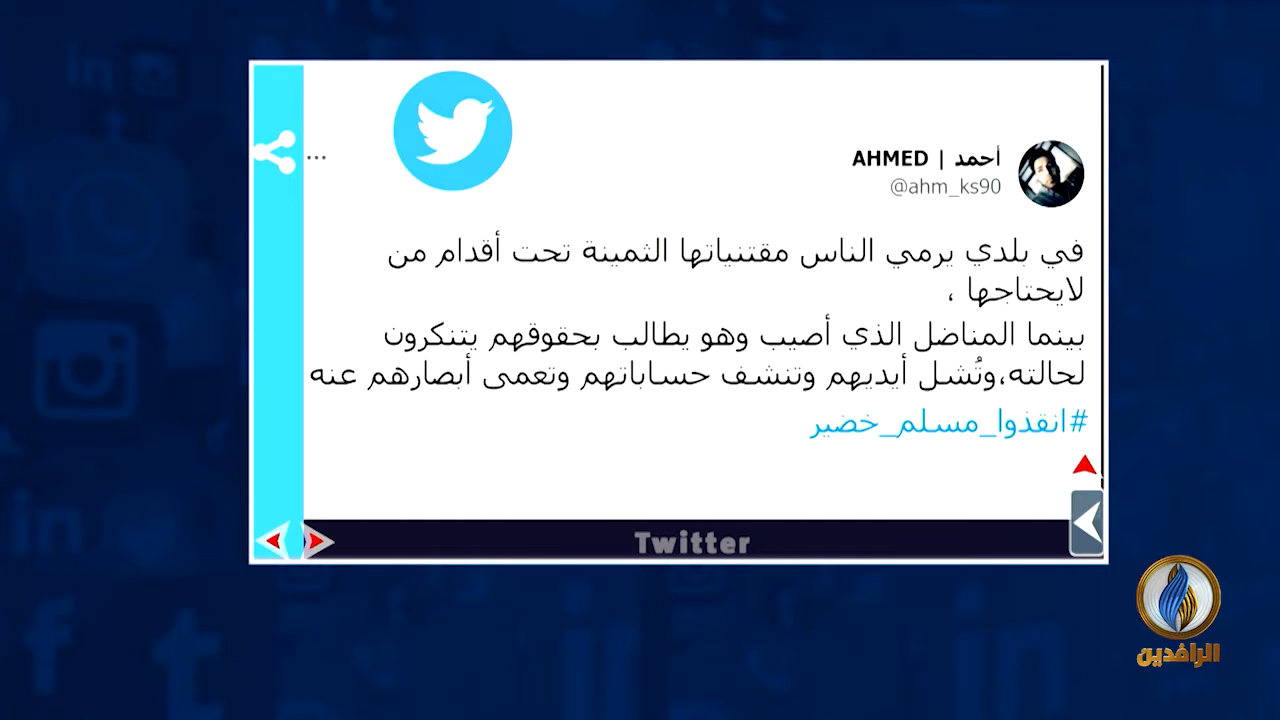 أحمد | AHMED
@ahm_ks90
في بلدي يرمي الناس مقتنياتها الثمينة تحت أقدام من
لايحتاجها ،
بينما المناضل الذي أصيب وهو يطالب بحقوقهم يتنكرون
لحالته،وتُشل أيديهم وتنشف حساباتهم وتعمى أبصارهم عنه
#انقذوا_مسلم_خضير
Twitter
الرافدين